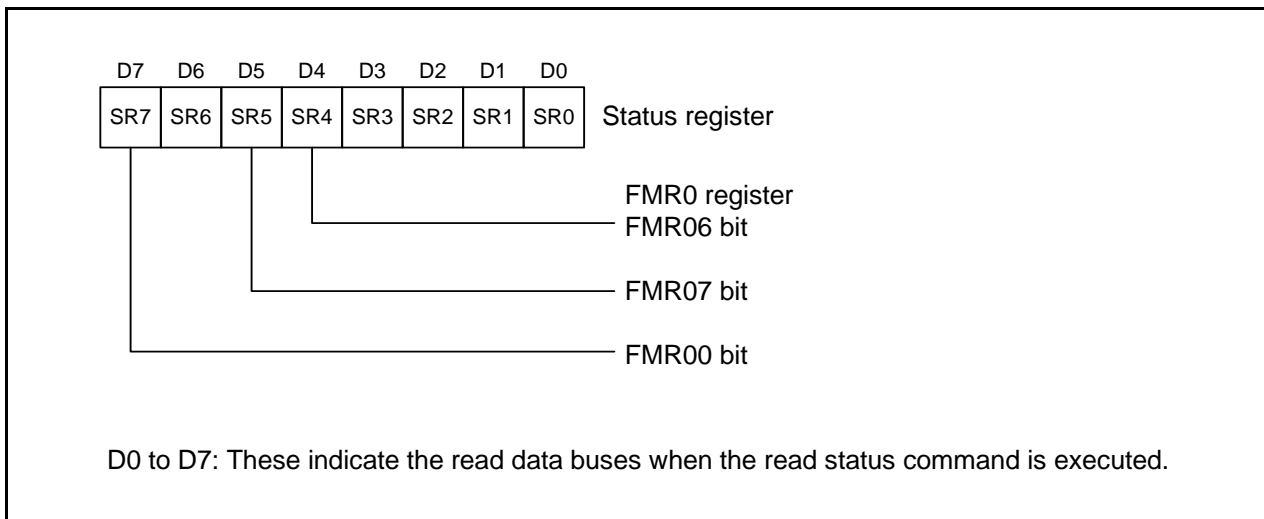 D7 D6 D5 D4 D3 D2 D1 D0
SR7 SR6 SR5 SR4 SR3 SR2 SR1 SR0 Status register
FMR0 register
FMR06 bit
FMR07 bit
FMR00 bit
D0 to D7: These indicate the read data buses when the read status command is executed.